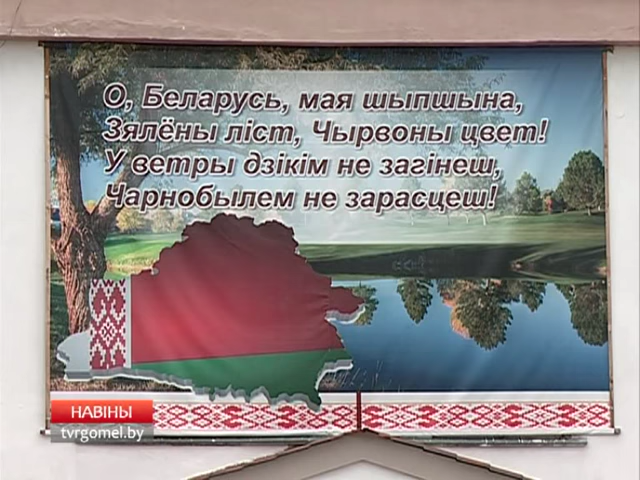 О, Беларусь, мая шыпшына,
Зялёны ліст, Чырвоны цвет!
У ветры дзікім не загінеш,
Чарнобылем не зарасцеш!
НАВІНЫ
tvrgomel.by